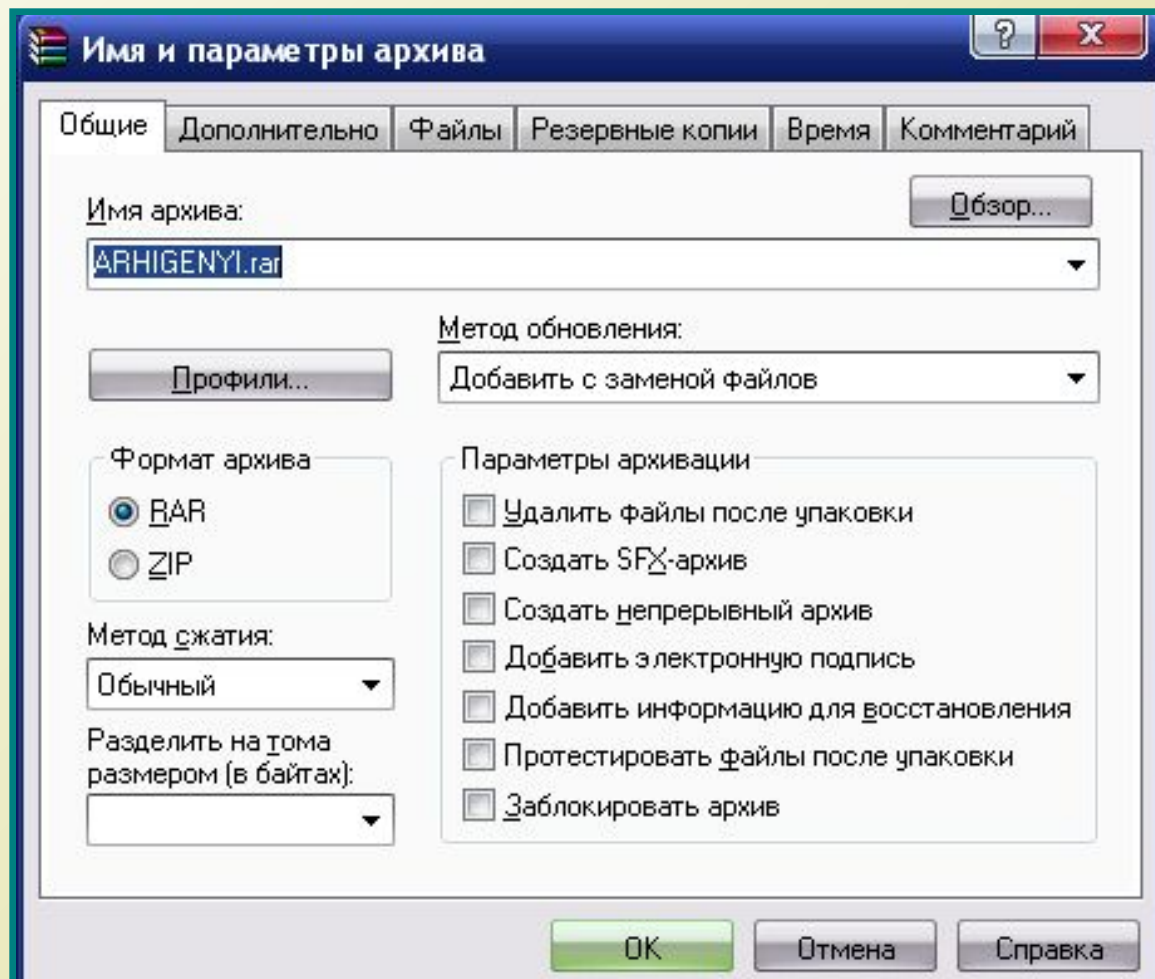 Имя и параметры архива
?
X
Общие
Дополнительно
Файлы
Резервные копии
Время
Комментарий
Имя архива:
Обзор...
ARHIGENYI.rar
Метод обновления:
Профили...
Добавить с заменой файлов
Формат архива
RAR
ZIP
Метод сжатия:
Обычный
Разделить на тома
размером (в байтах):
Параметры архивации
Удалить файлы после упаковки
Создать SFX-архив
Создать непрерывный архив
Добавить электронную подпись
Добавить информацию для восстановления
Протестировать файлы после упаковки
Заблокировать архив
OK
Отмена
Справка